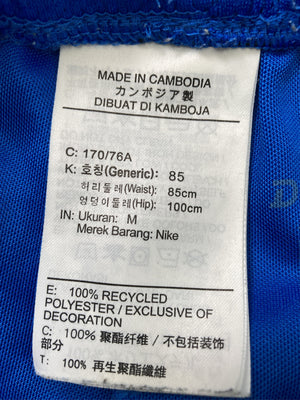 MADE IN CAMBODIA
カンボジア製
DIBUAT DI KAMBOJA
C: 170/76A
K: 호칭(Generic): 85
허리둘레(Waist): 85cm
엉덩이둘레(Hip): 100cm
IN: Ukuran: M
Merek Barang: Nike
E: 100% RECYCLED
POLYESTER / EXCLUSIVE OF
DECORATION
C: 100% 聚酯纤维 / 不包括装饰
部分
T: 100% 再生聚酯纖維